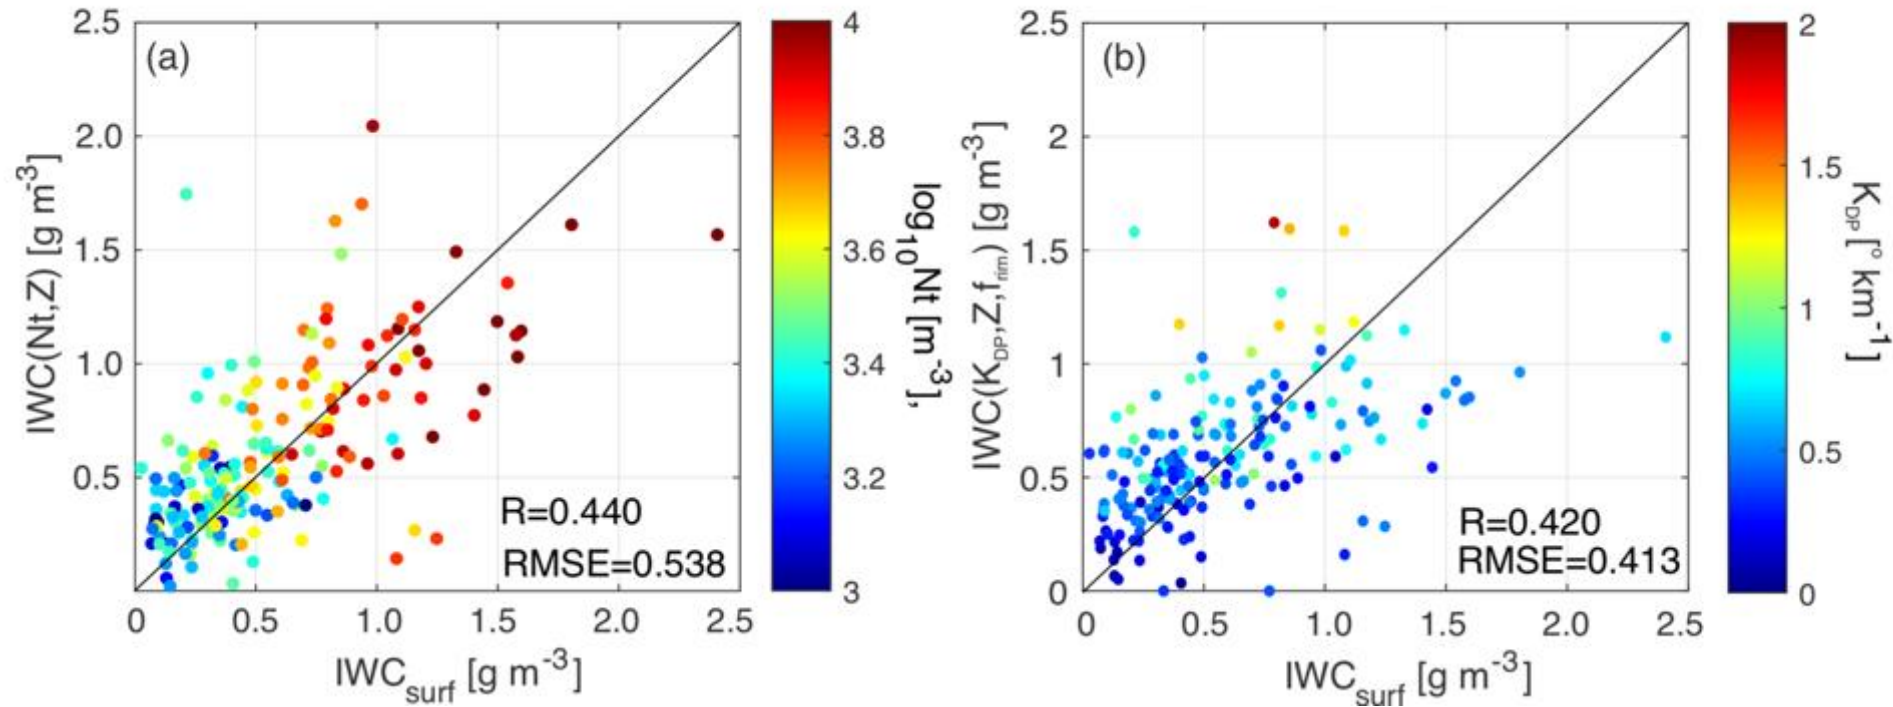 (a)
IWC(Nt,Z) [g m-3]
2.5
2.0
1.5
1.0
0.5
0
0.5
1.0
1.5
2.0
2.5
IWCsurf [g m-3]
R=0.440
RMSE=0.538
4
3.8
3.6
3.4
3.2
3
log10Nt [m-3],
(b)
IWC(KDP,Z,frim) [g m-3]
2.5
2
1.5
1
0.5
0
0
0.5
1.0
1.5
2.0
2.5
IWCsurf [g m-3]
R=0.420
RMSE=0.413
2
1.5
1
0.5
0
KDP [° km-1]